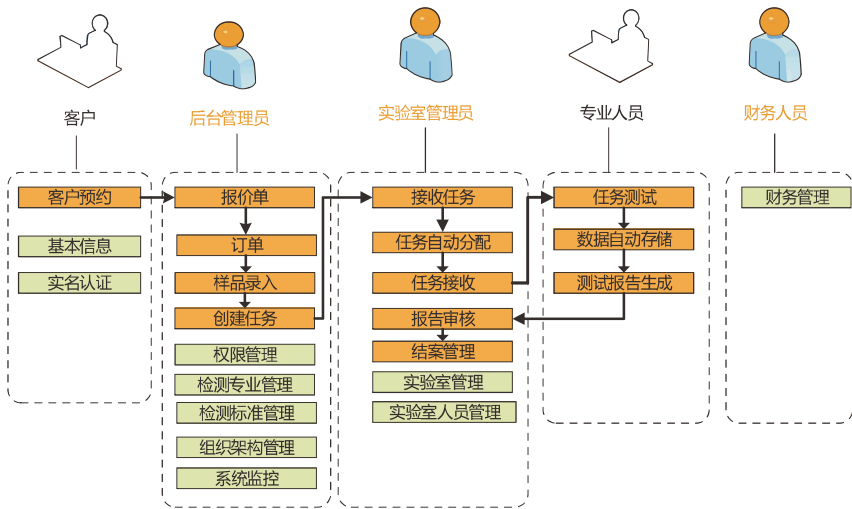 客户
后台管理员
实验室管理员
专业人员
财务人员
客户预约
基本信息
实名认证
报价单
订单
样品录入
创建任务
权限管理
检测专业管理
检测标准管理
组织架构管理
系统监控
接收任务
任务自动分配
任务接收
报告审核
结案管理
实验室管理
实验室人员管理
任务测试
数据自动存储
测试报告生成
财务管理